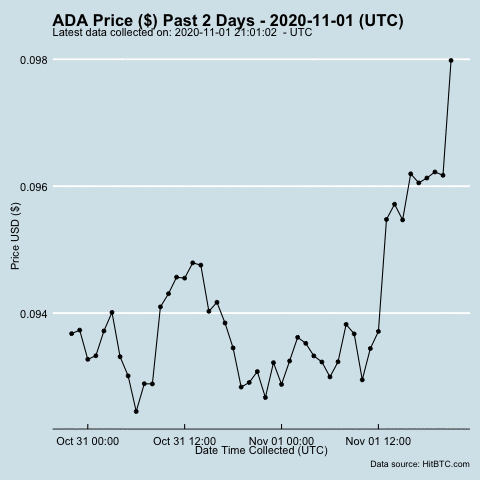 ADA Price ($) Past 2 Days - 2020-11-01 (UTC)
Latest data collected on: 2020-11-01 21:01:02 - UTC
0.098
0.096
0.094
Price USD ($)
Oct 31 00:00 Oct 31 12:00 Nov 01 00:00 Nov 01 12:00
Date Time Collected (UTC)
Data source: HitBTC.com